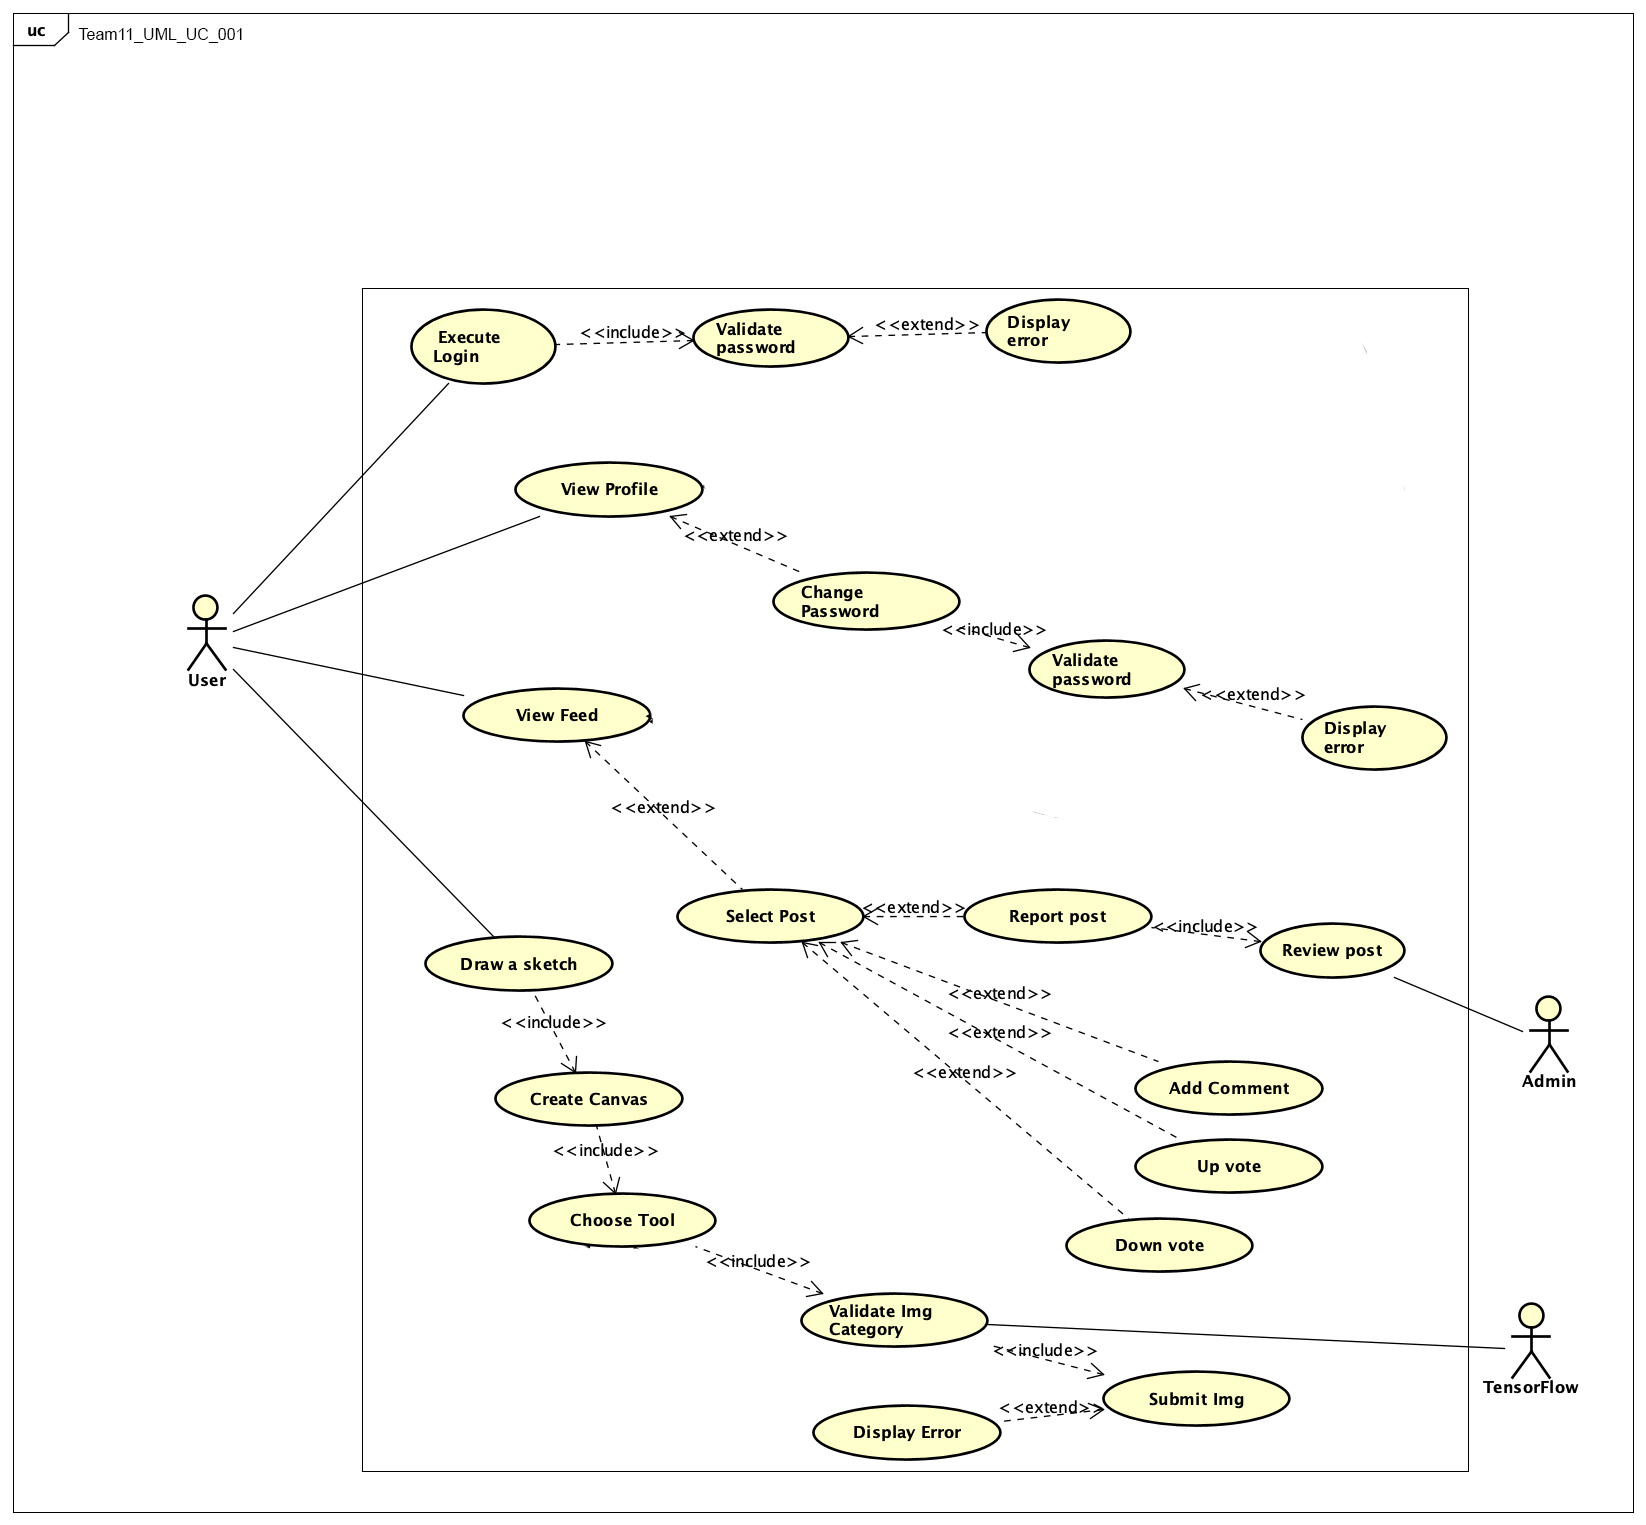 uc
Team11_UML_UC_001
Execute
Login
<<include>>
Validate
password
<<extend>>
Display
error
View Profile
<<extend>>
Change
Password
<<include>>
Validate
password
<<extend>>
Display
error
User
View Feed
<<extend>>
Select Post
<<extend>>
Report post
<<include>>
Review post
Draw a sketch
<<include>>
<<extend>>
<<extend>>
<<extend>>
Admin
Add Comment
Create Canvas
<<include>>
Up vote
Choose Tool
<<include>>
Down vote
Validate Img
Category
<<include>>
TensorFlow
Submit Img
<<extend>>
Display Error